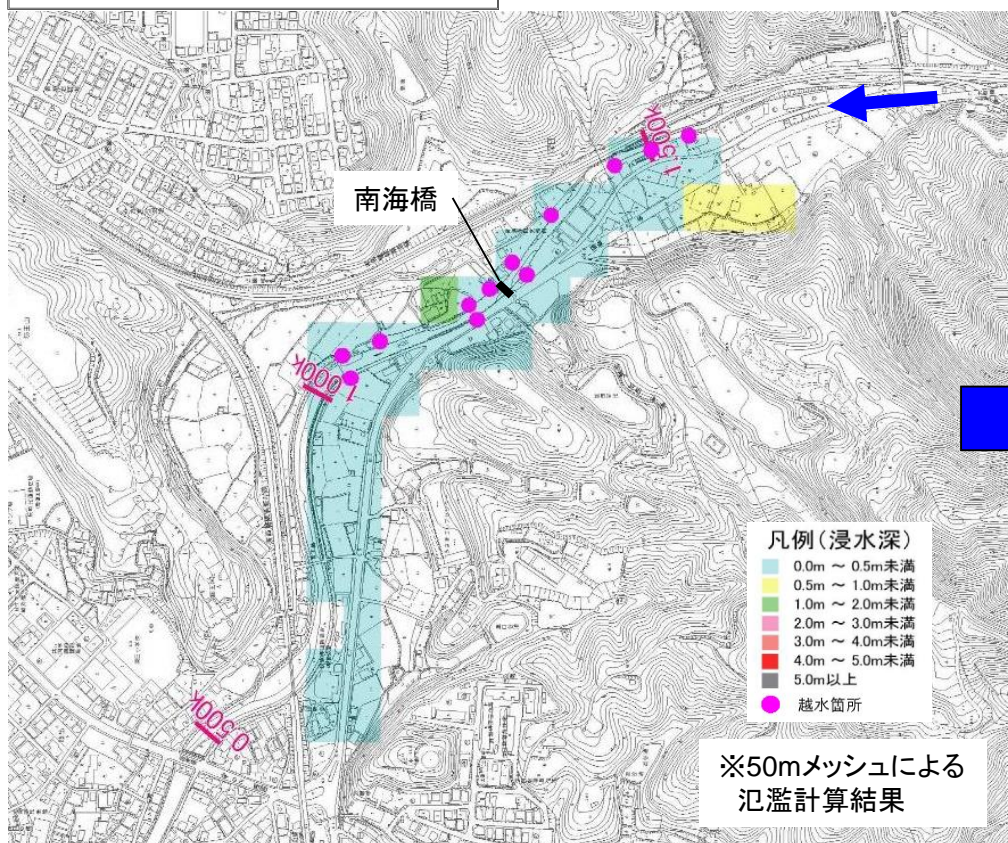 1.500k
南海橋
1.000k
凡例(浸水深)
0.0m ～ 0.5m未満
0.5m ～ 1.0m未満
1.0m ～ 2.0m未満
2.0m ～ 3.0m未満
3.0m ～ 4.0m未満
4.0m ～ 5.0m未満
5.0m以上
越水箇所
0.500k
※50mメッシュによる
氾濫計算結果